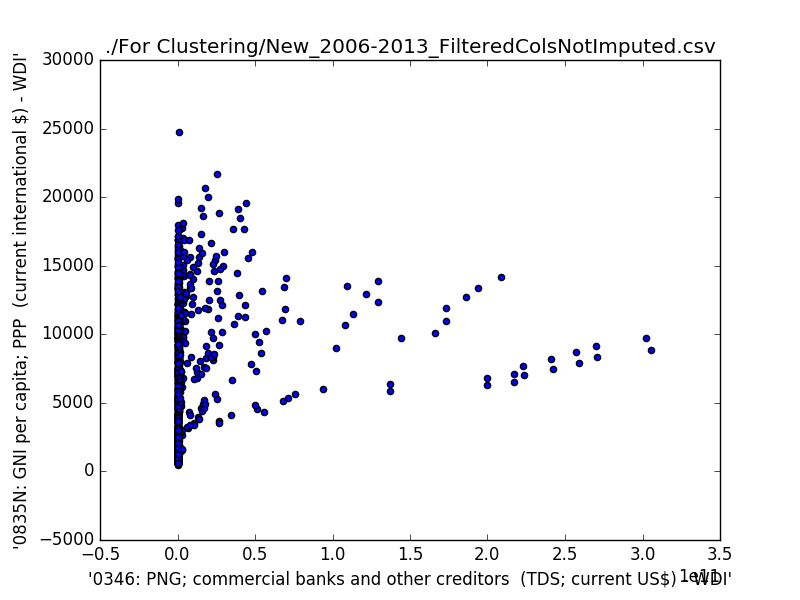 ./For Clustering/New_2006-2013_FilteredColsNotImputed.csv
'0835N: GNI per capita; PPP  (current international $) - WDI'
30000
25000
20000
15000
10000
5000
0
−5000
−0.5 0.0 0.5 1.0 1.5 2.0 2.5 3.0 3.5
1e11
'0346: PNG; commercial banks and other creditors  (TDS; current US$) - WDI'